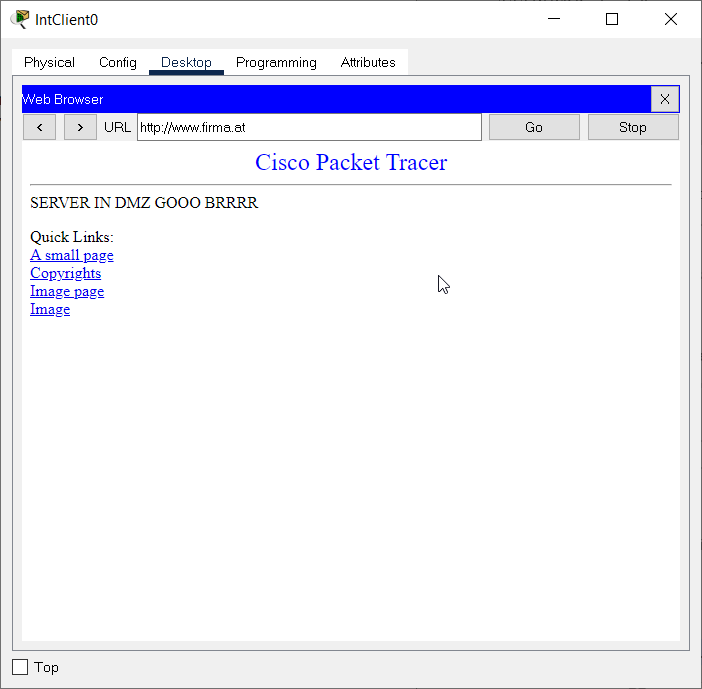 IntClient0
Physical Config Desktop Programming Attributes
Web Browser X
< > URL http://www.firma.at Go Stop
Cisco Packet Tracer
SERVER IN DMZ GOOO BRRRR
Quick Links:
A small page
Copyrights
Image page
Image
Top